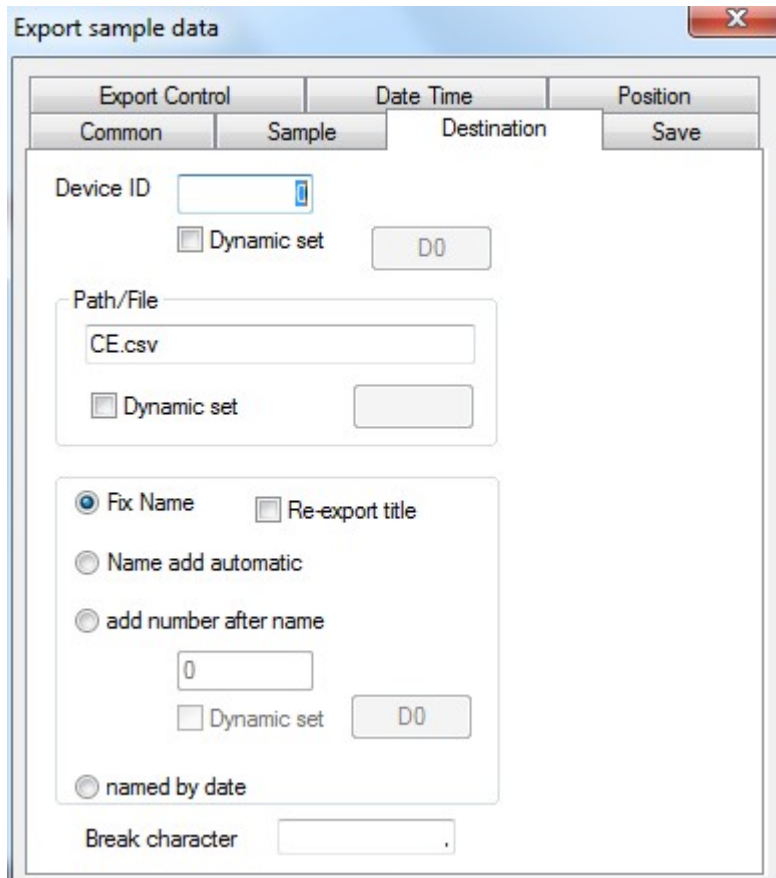 Export sample data
Export Control Date Time Position
Common Sample Destination Save
Device ID 0
Dynamic set D0
Path/File
CE.csv
Dynamic set
Fix Name Re-export title
Name add automatic
add number after name
0
Dynamic set D0
named by date
Break character ,